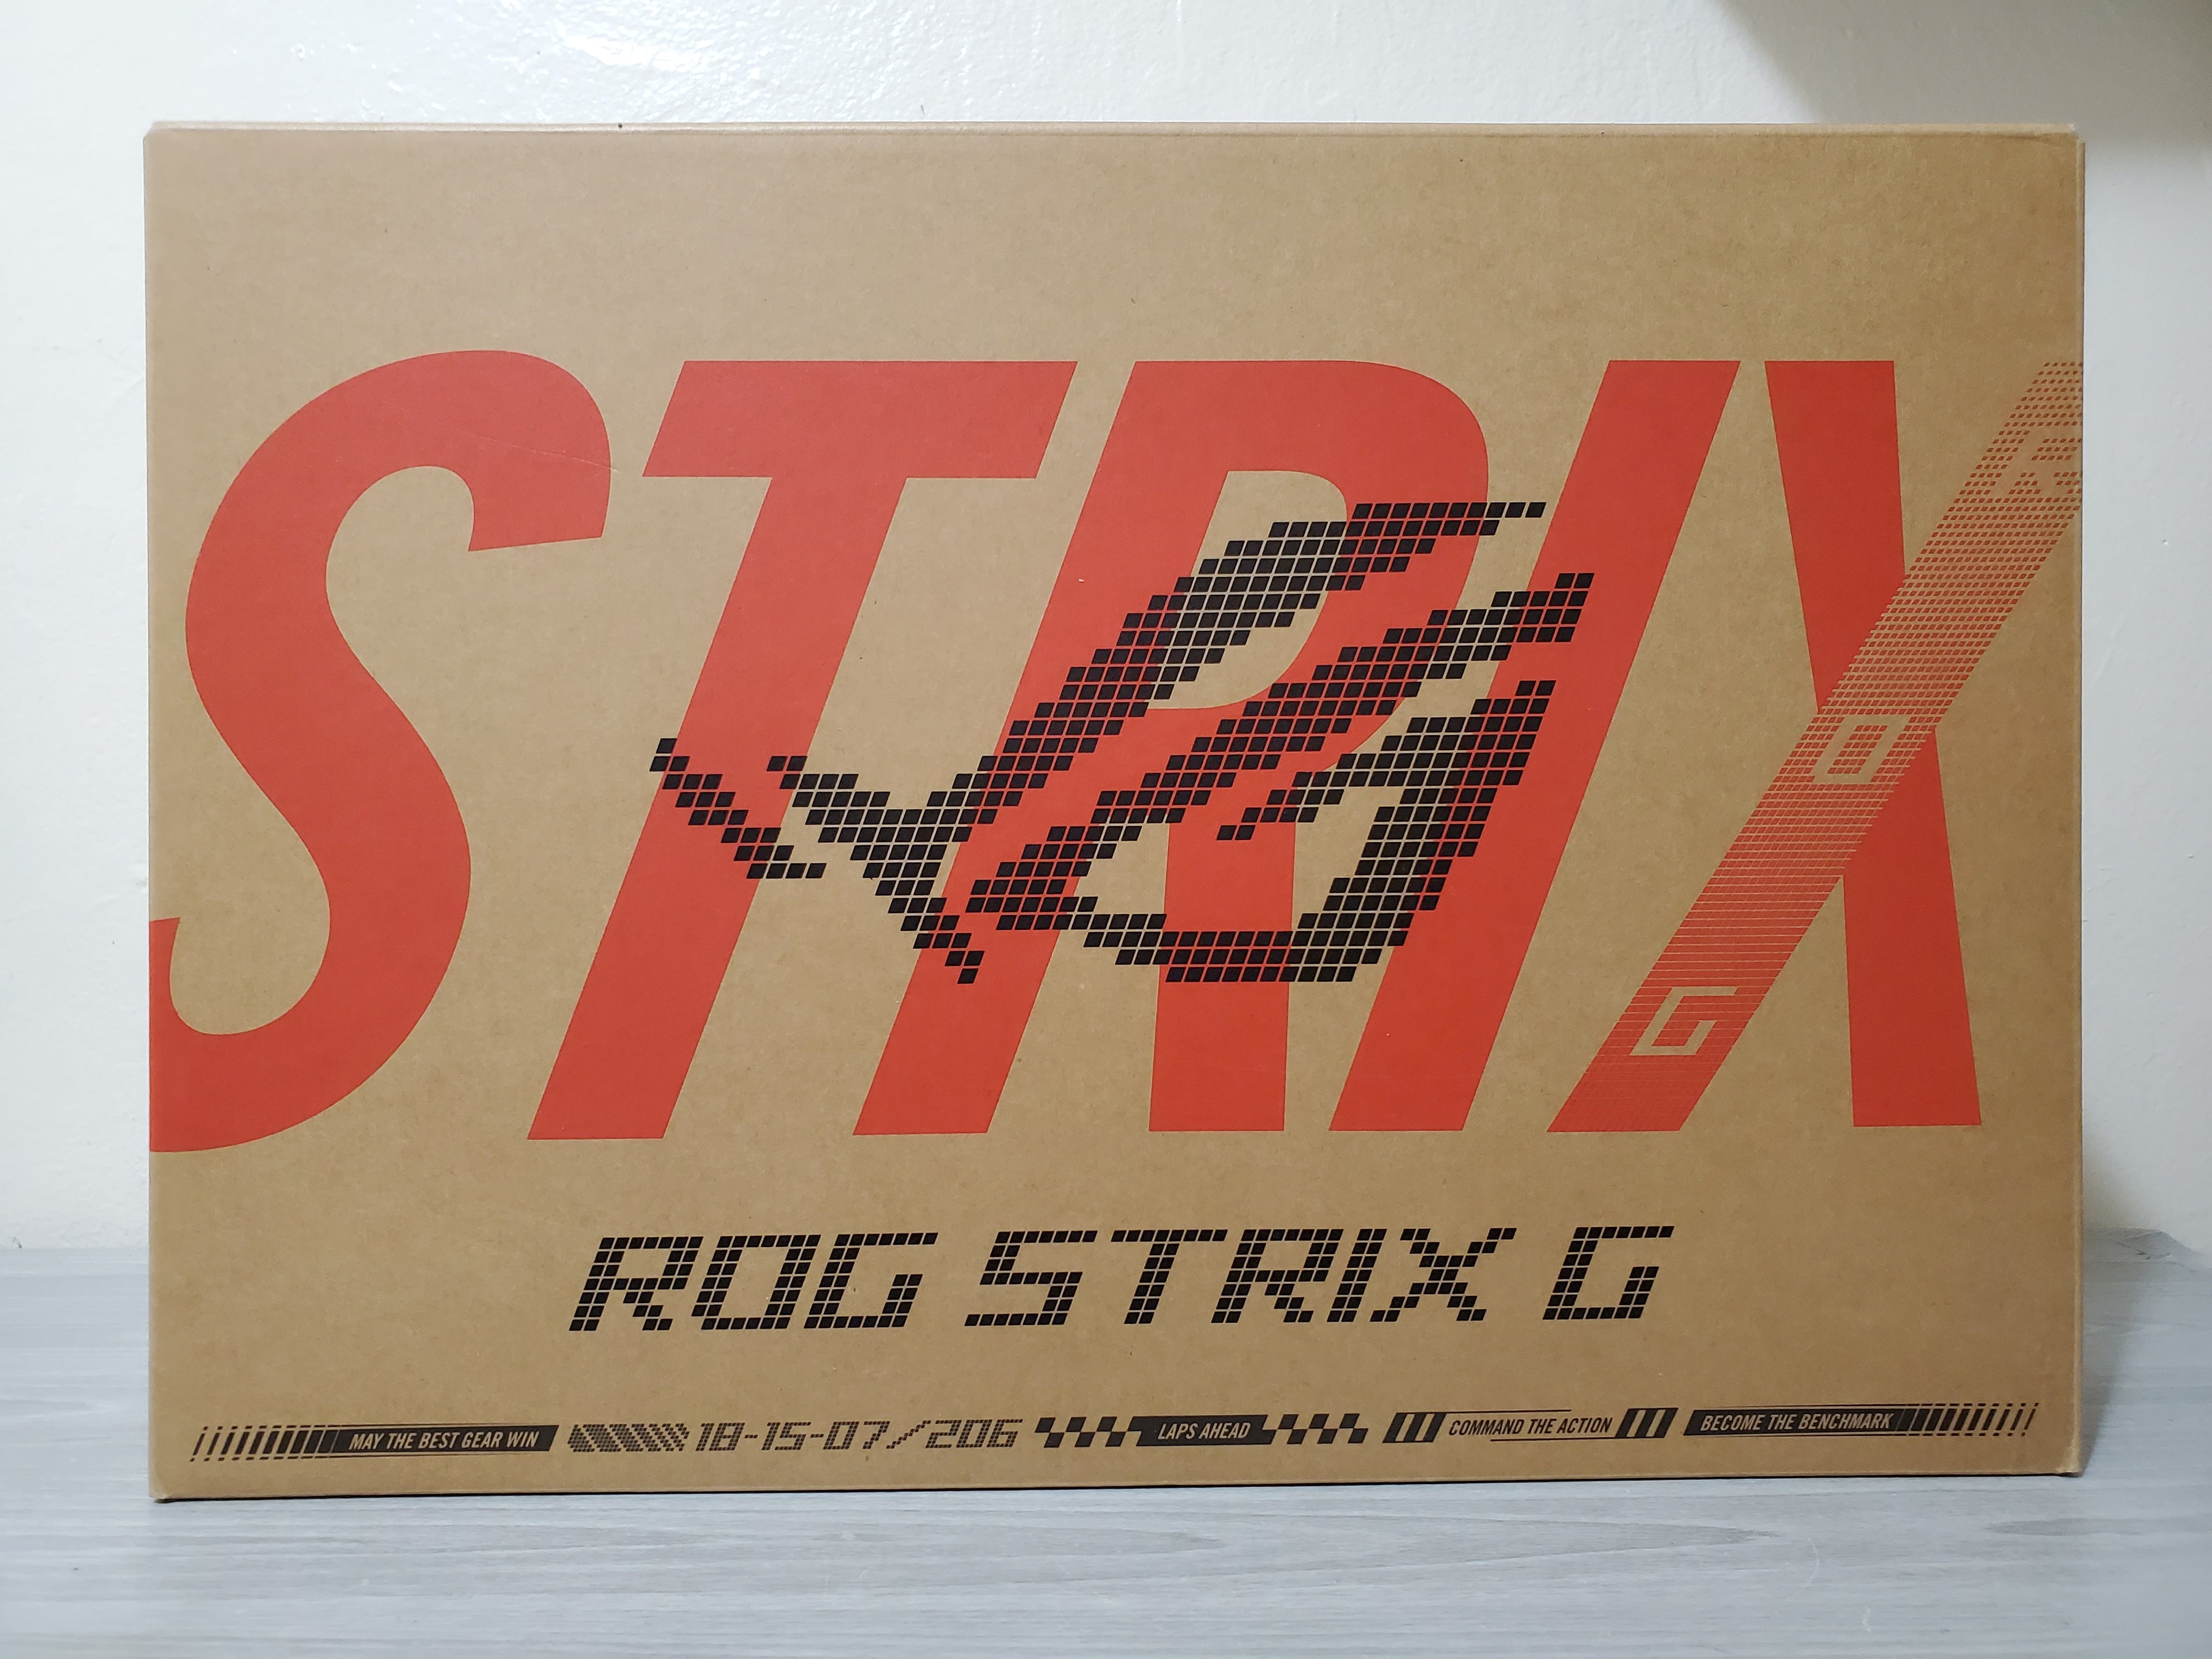 STRIX
ROG
ROG STRIX G
MAY THE BEST GEAR WIN 18-15-07/206 LAPS AHEAD COMMAND THE ACTION BECOME THE BENCHMARK